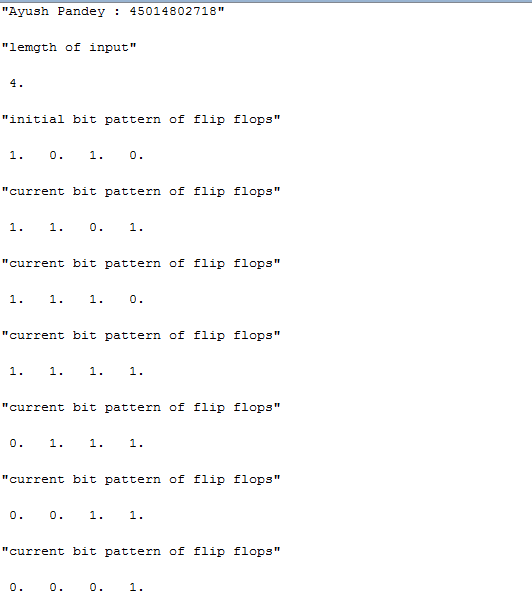 "Ayush Pandey : 45014802718"
"lemgth of input"
4.
"initial bit pattern of flip flops"
1. 0. 1. 0.
"current bit pattern of flip flops"
1. 1. 0. 1.
"current bit pattern of flip flops"
1. 1. 1. 0.
"current bit pattern of flip flops"
1. 1. 1. 1.
"current bit pattern of flip flops"
0. 1. 1. 1.
"current bit pattern of flip flops"
0. 0. 1. 1.
"current bit pattern of flip flops"
0. 0. 0. 1.